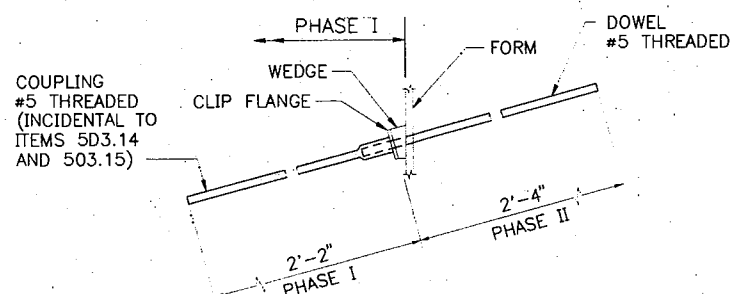 PHASE I
DOWEL
#5 THREADED
FORM
WEDGE
CLIP FLANGE
COUPLING
#5 THREADED
(INCIDENTAL TO
ITEMS 5D3.14
AND 503.15)
2'-2"
PHASE I
2'-4"
PHASE II